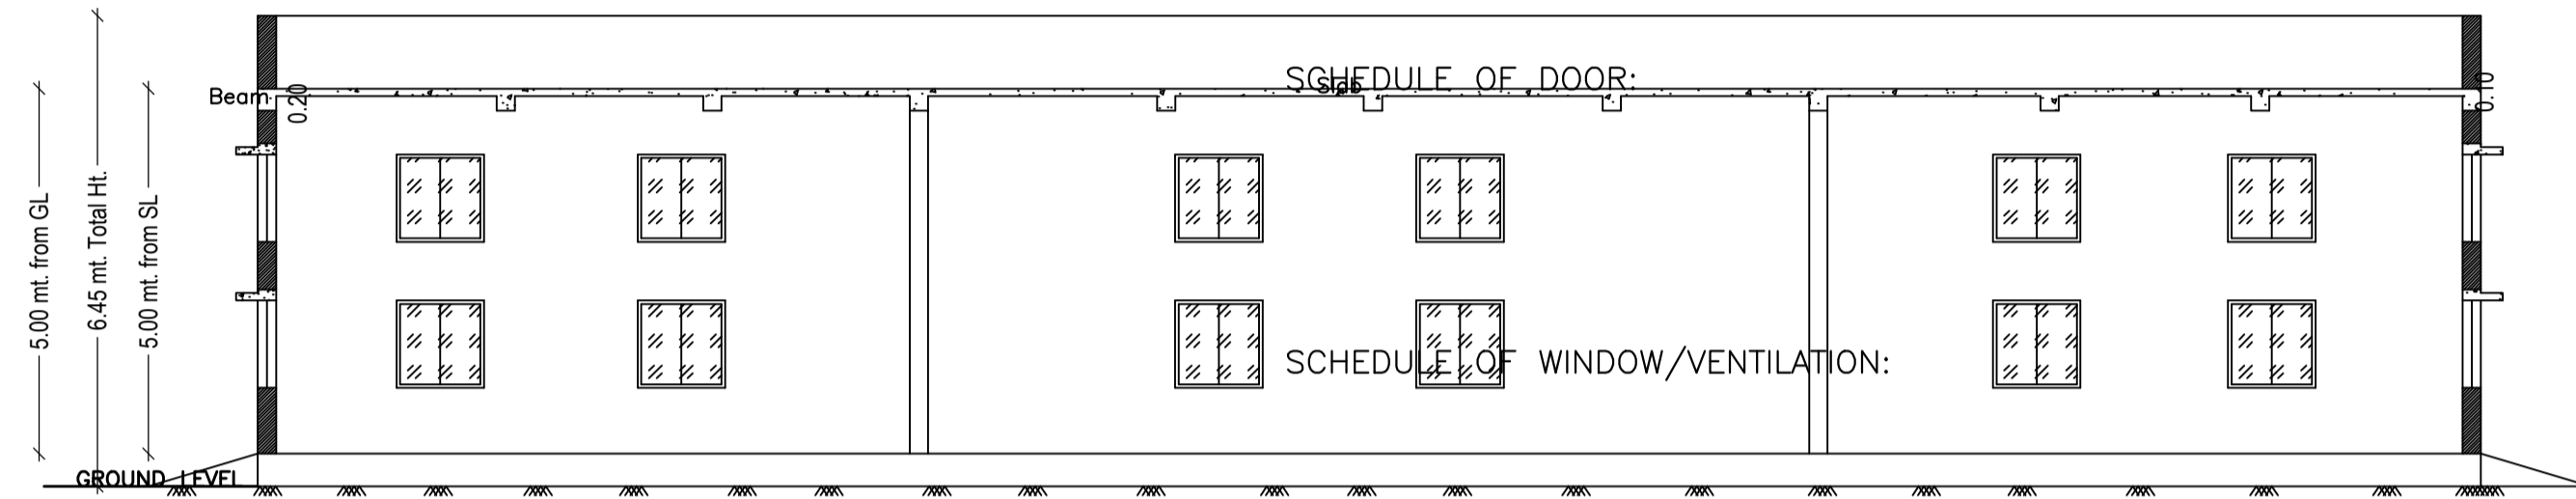 SCHEDULE OF DOOR:
Slab
Beam
0.20
0.10
5.00 mt. from GL
6.45 mt. Total Ht.
5.00 mt. from SL
SCHEDULE OF WINDOW/VENTILATION:
GROUND LEVEL